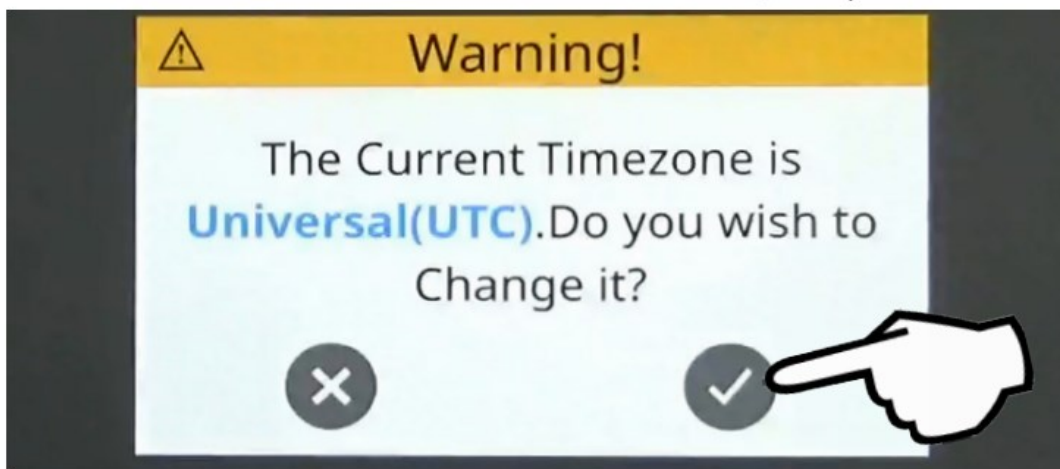 Warning!
The Current Timezone is
Universal(UTC).Do you wish to
Change it?